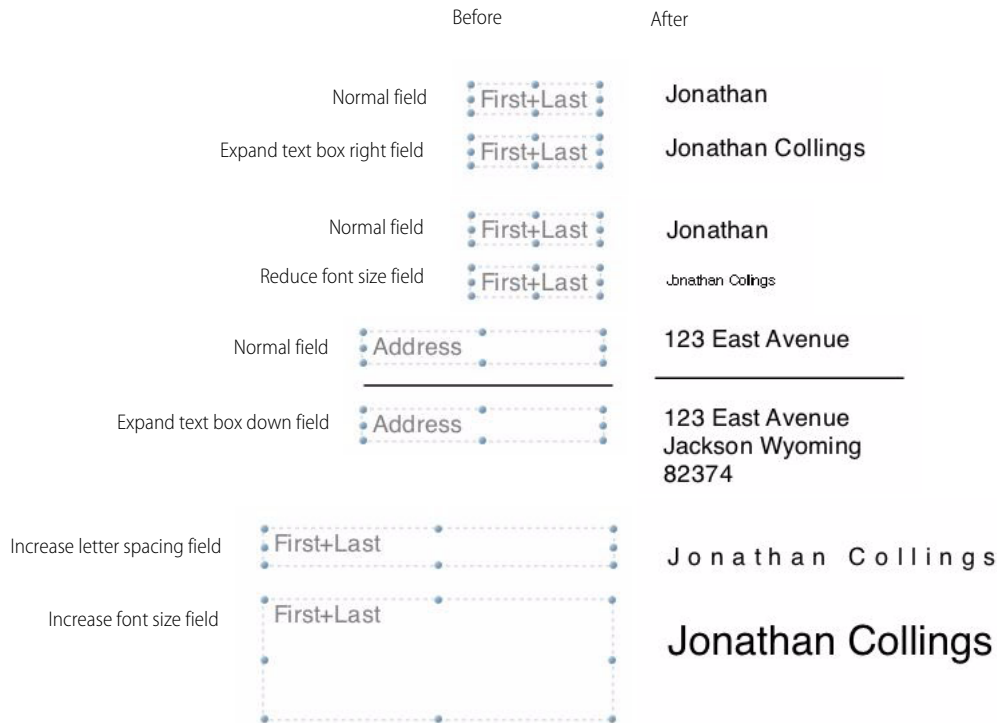 Before After
Normal field First+Last Jonathan
Expand text box right field First+Last Jonathan Collings
Normal field First+Last Jonathan
Reduce font size field First+Last Jonathan Collings
Normal field Address 123 East Avenue
Expand text box down field Address 123 East Avenue
Jackson Wyoming
82374
Increase letter spacing field First+Last Jonathan Collings
Increase font size field First+Last Jonathan Collings